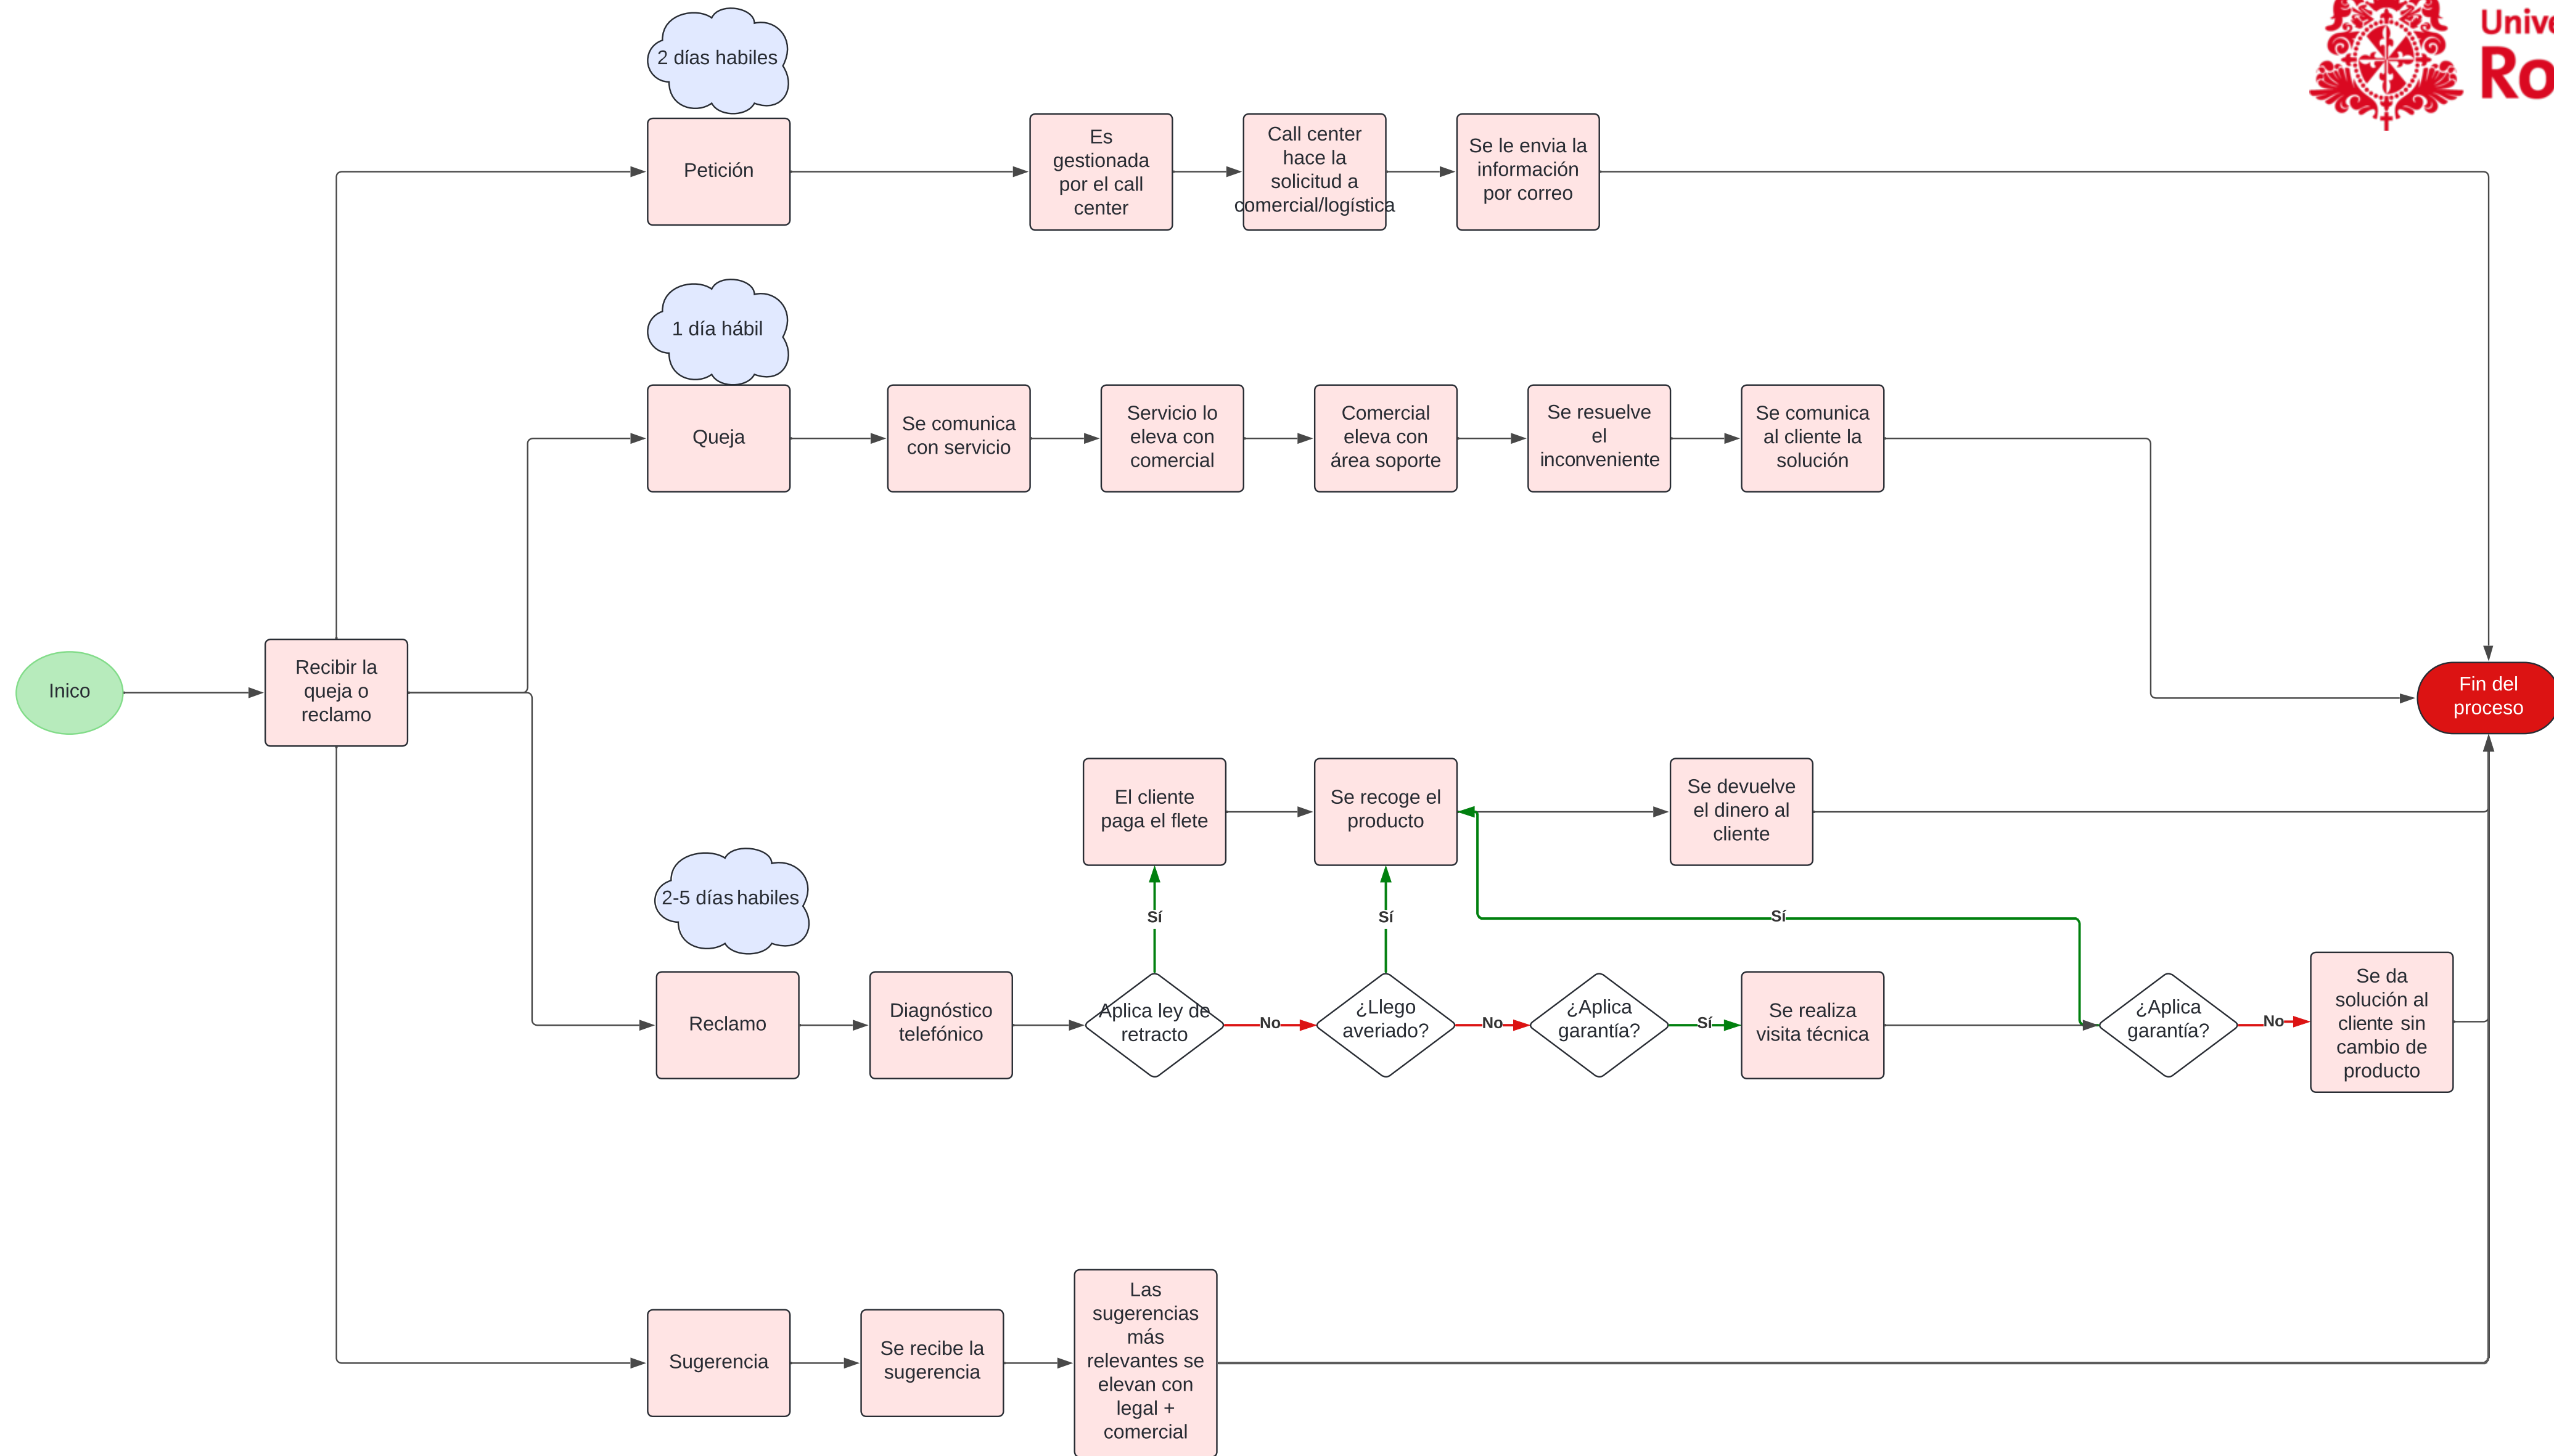 Unive
Ro
2 días habiles
Petición
Es
gestionada
por el call
center
Call center
hace la
solicitud a
comercial/logística
Se le envia la
información
por correo
1 día hábil
Queja
Se comunica
con servicio
Servicio lo
eleva con
comercial
Comercial
eleva con
área soporte
Se resuelve
el
inconveniente
Se comunica
al cliente la
solución
Inico
Recibir la
queja o
reclamo
Fin del
proceso
El cliente
paga el flete
Se recoge el
producto
Se devuelve
el dinero al
cliente
2-5 días habiles
Sí
Sí
Sí
Reclamo
Diagnóstico
telefónico
Aplica ley de
retracto
No
¿Llego
averiado?
No
¿Aplica
garantía?
Sí
Se realiza
visita técnica
¿Aplica
garantía?
No
Se da
solución al
cliente sin
cambio de
producto
Sugerencia
Se recibe la
sugerencia
Las
sugerencias
más
relevantes se
elevan con
legal +
comercial